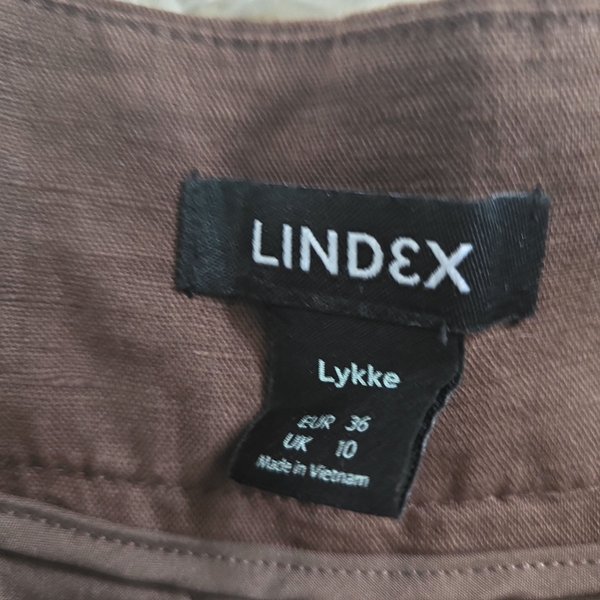 LINDEX
Lykke
EUR 36
UK 10
Made in Vietnam